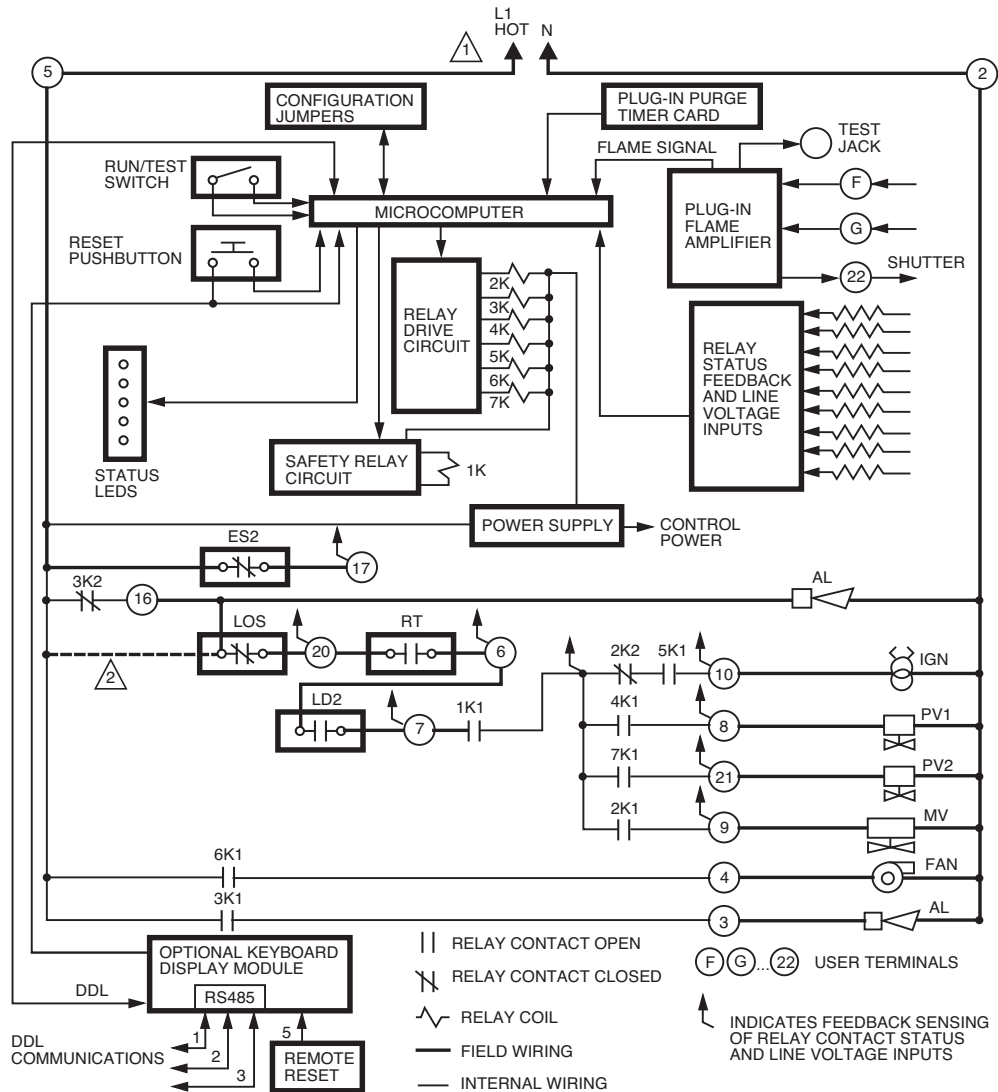 L1
HOT N
1
5
2
CONFIGURATION
JUMPERS
PLUG-IN PURGE
TIMER CARD
TEST
JACK
RUN/TEST
SWITCH
FLAME SIGNAL
F
MICROCOMPUTER
PLUG-IN
FLAME
AMPLIFIER
G
RESET
PUSHBUTTON
22
SHUTTER
RELAY
DRIVE
CIRCUIT
2K
3K
4K
5K
6K
7K
RELAY
STATUS
FEEDBACK
AND LINE
VOLTAGE
INPUTS
STATUS
LEDS
SAFETY RELAY
CIRCUIT
1K
POWER SUPPLY
CONTROL
POWER
ES2
17
3K2
16
AL
LOS
20
RT
6
2
LD2
7
1K1
2K2
5K1
10
IGN
4K1
8
PV1
7K1
21
PV2
2K1
9
MV
6K1
4
FAN
3K1
3
AL
OPTIONAL KEYBOARD
DISPLAY MODULE
RS485
DDL
DDL
COMMUNICATIONS
1
2
3
5
REMOTE
RESET
RELAY CONTACT OPEN
RELAY CONTACT CLOSED
RELAY COIL
FIELD WIRING
INTERNAL WIRING
F G ... 22 USER TERMINALS
INDICATES FEEDBACK SENSING
OF RELAY CONTACT STATUS
AND LINE VOLTAGE INPUTS